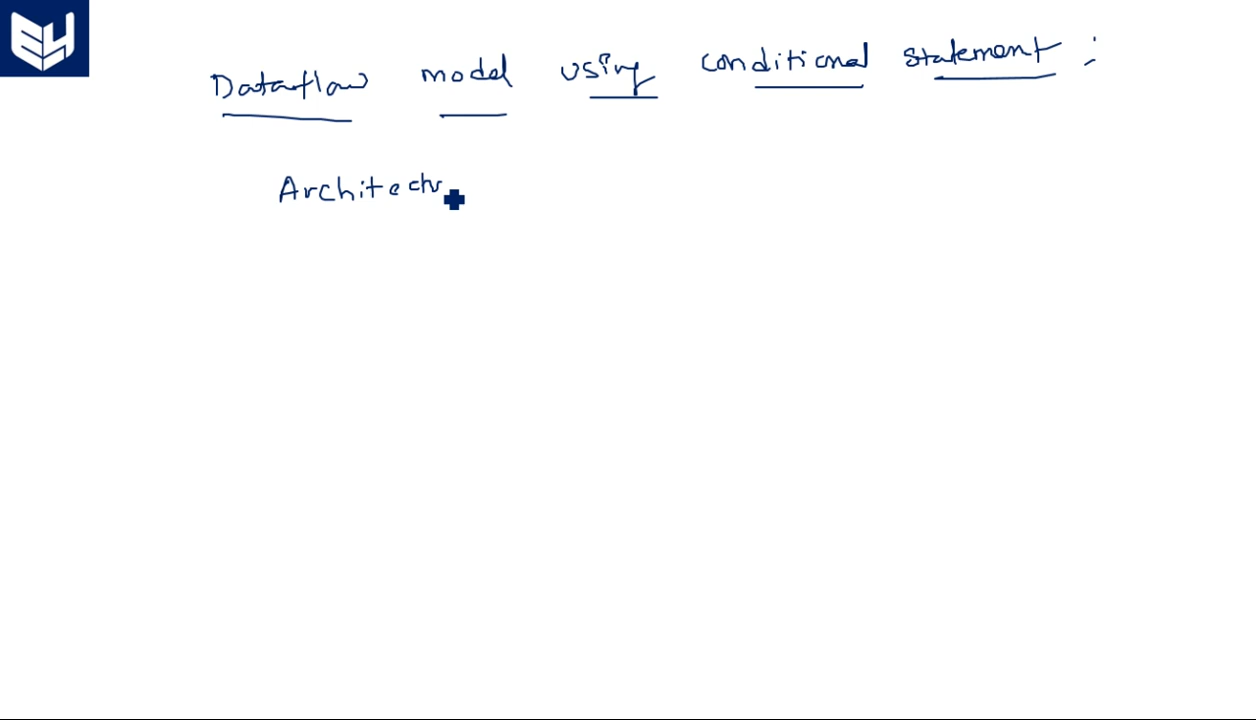 Dataflow model using conditional statement :
Architectu